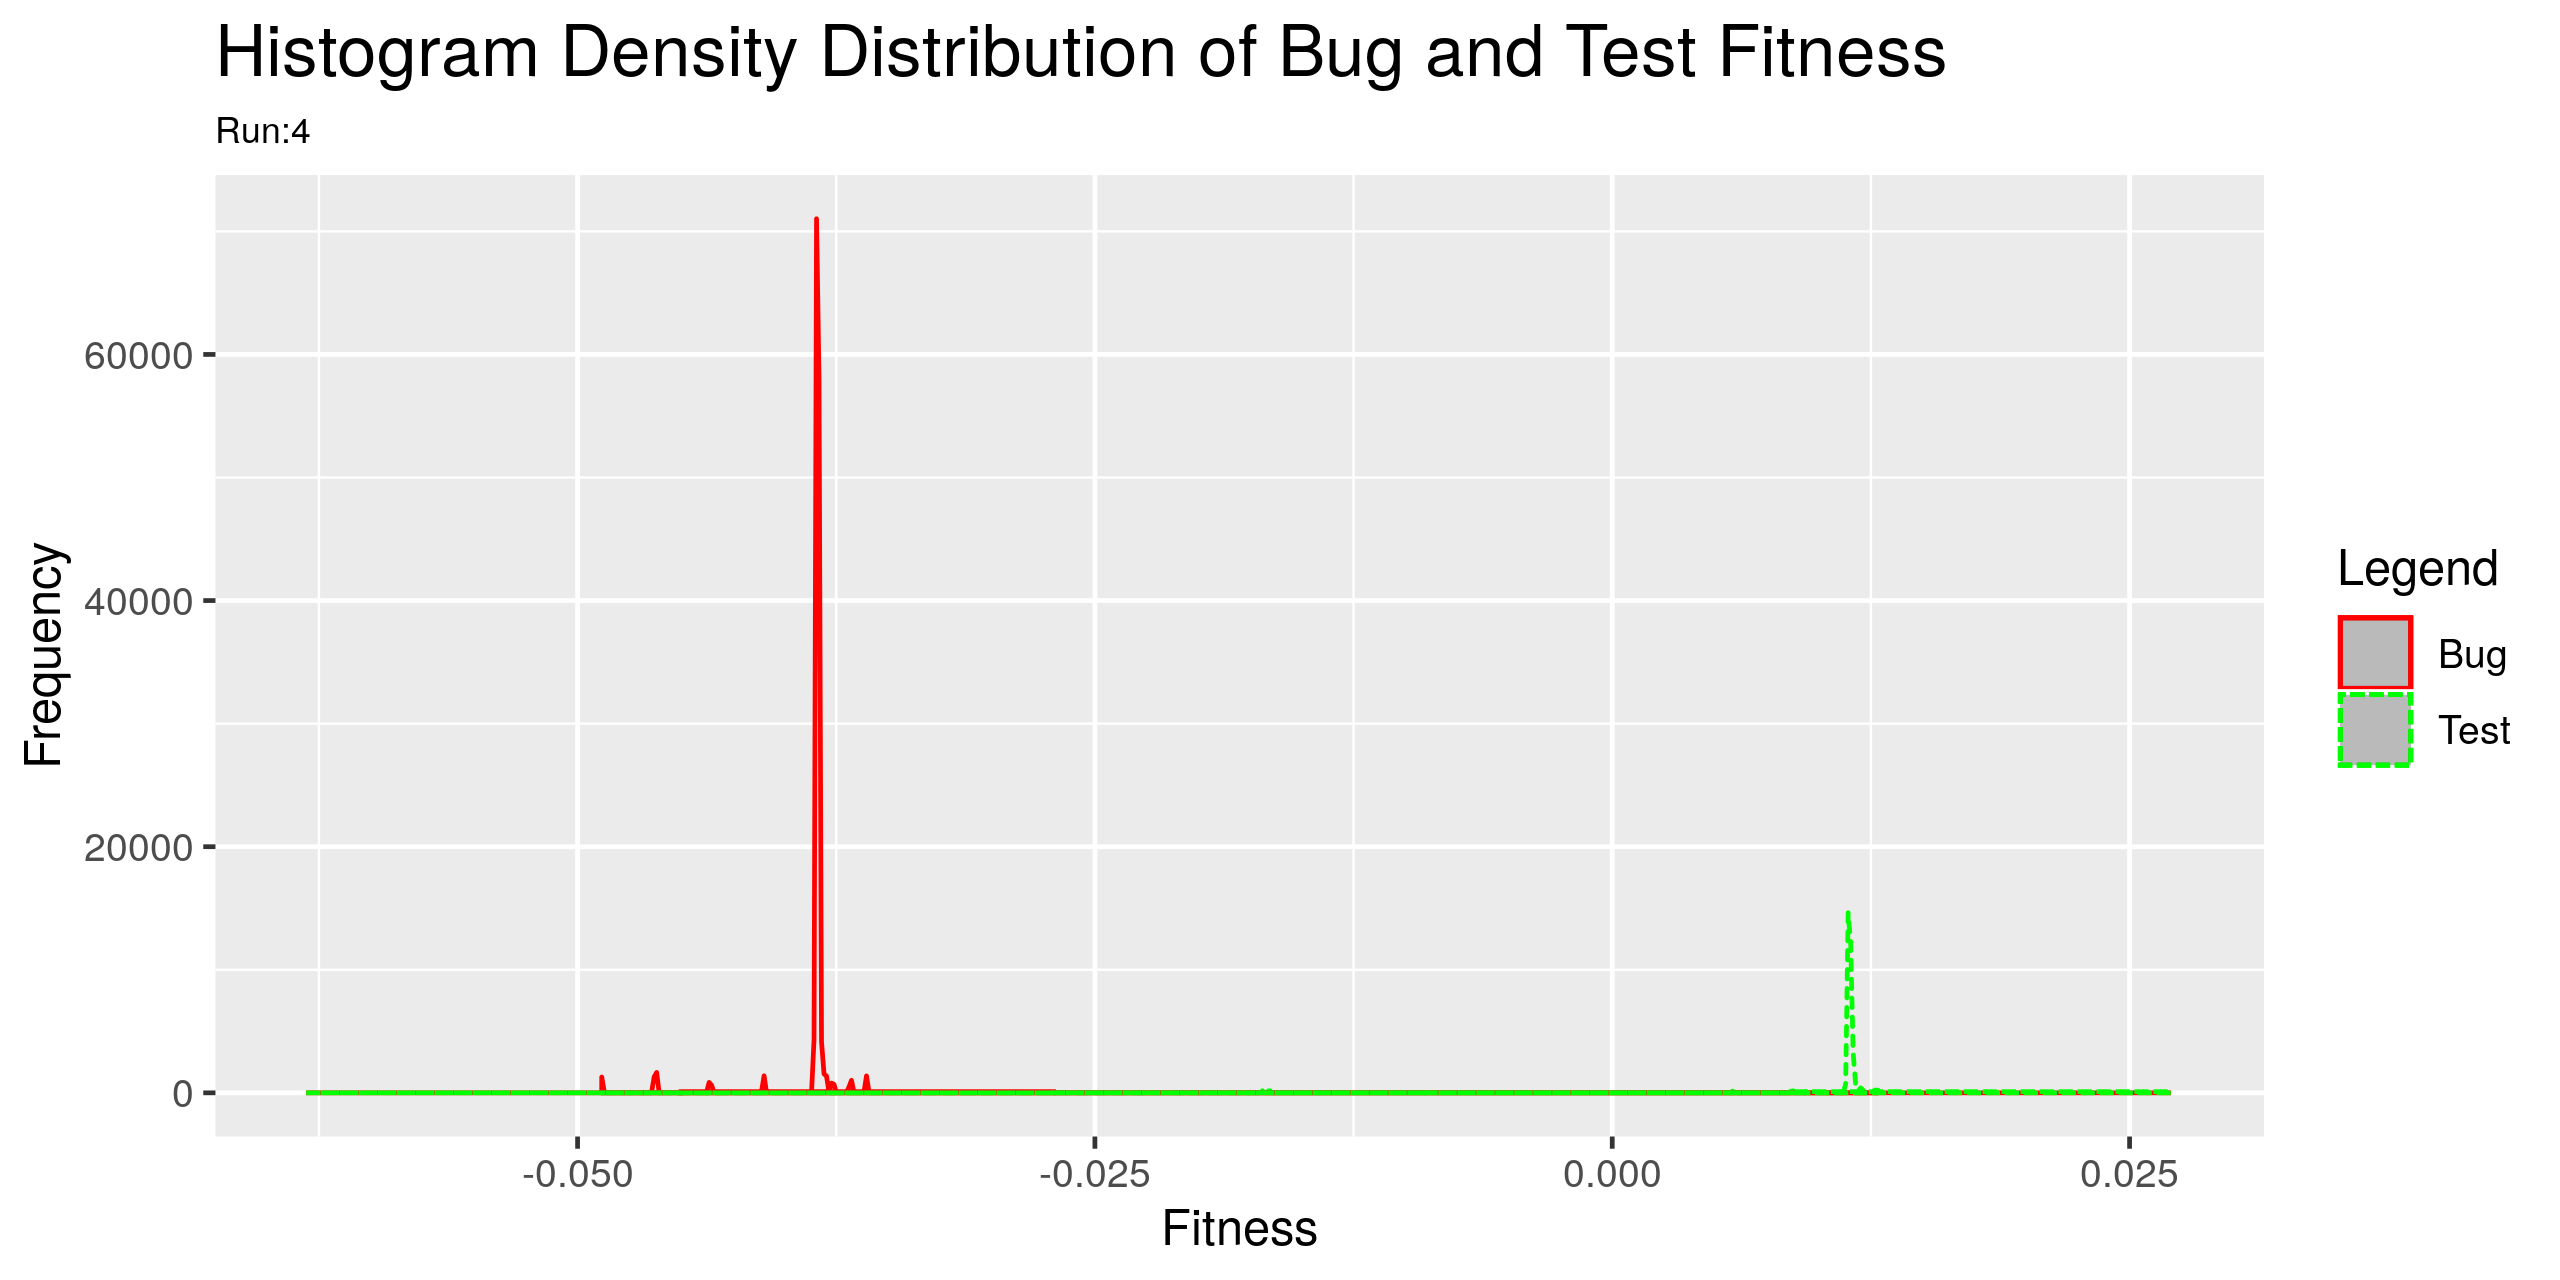 Histogram Density Distribution of Bug and Test Fitness
Run:4
Frequency
60000
40000
20000
0
-0.050
-0.025
0.000
0.025
Fitness
Legend
Bug
Test